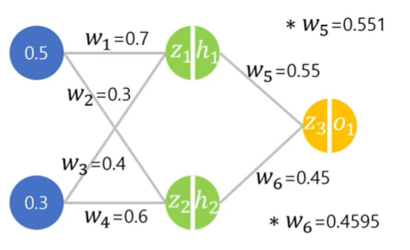 * w₅=0.551
w₁=0.7
0.5
z₁ h₁
w₅=0.55
w₂=0.3
z₃ o₁
w₃=0.4
w₆=0.45
0.3
z₂ h₂
w₄=0.6
* w₆=0.4595